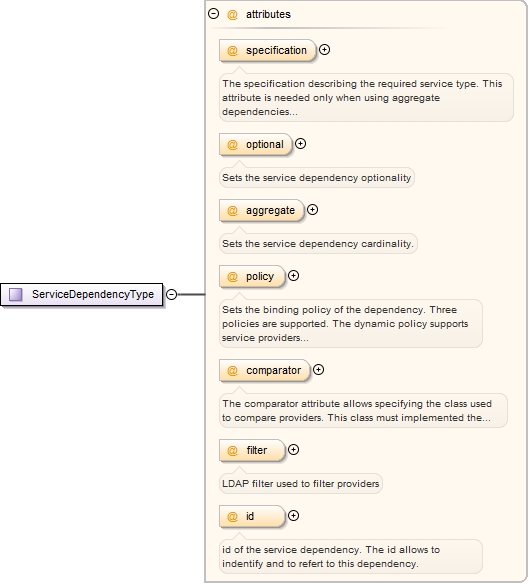 @ attributes
@ specification
The specification describing the required service type. This
attribute is needed only when using aggregate
dependencies...
@ optional
Sets the service dependency optionality
@ aggregate
Sets the service dependency cardinality.
ServiceDependencyType
@ policy
Sets the binding policy of the dependency. Three
policies are supported. The dynamic policy supports
service providers...
@ comparator
The comparator attribute allows specifying the class used
to compare providers. This class must implemented the...
@ filter
LDAP filter used to filter providers
@ id
id of the service dependency. The id allows to
indentify and to refert to this dependency.